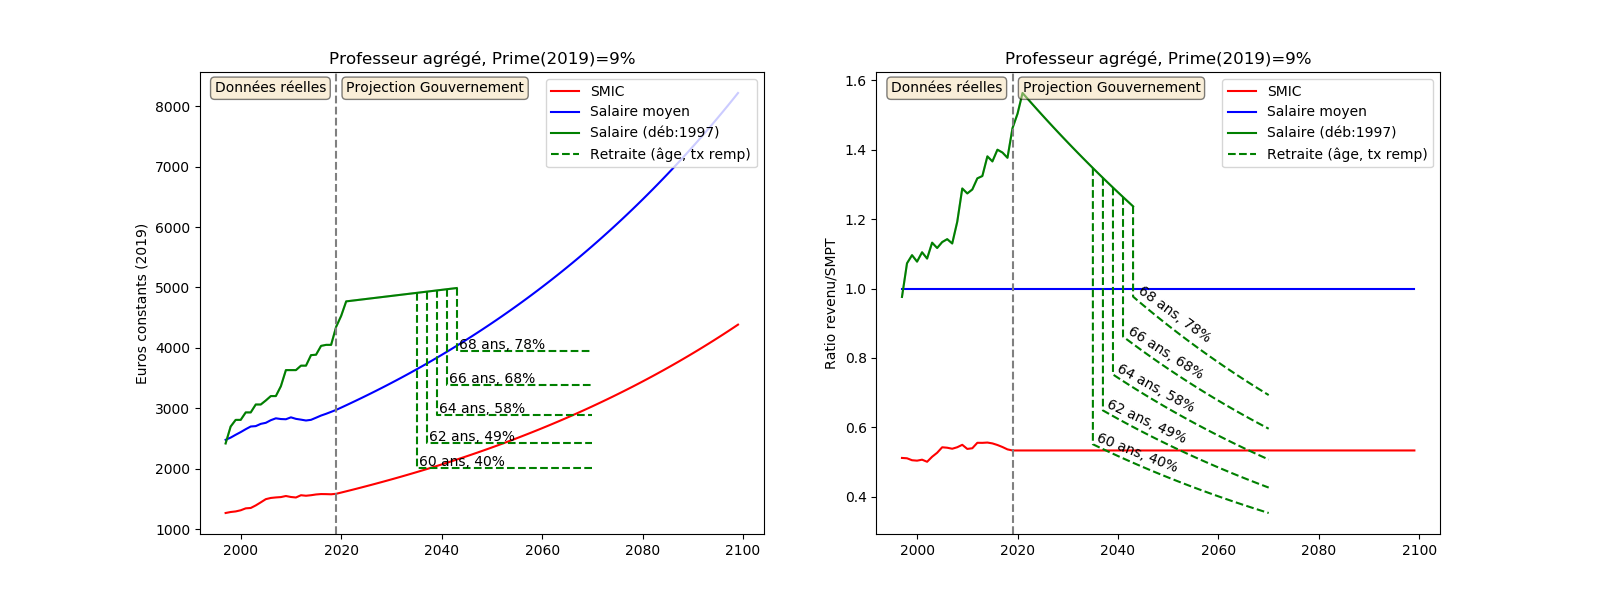 Professeur agrégé, Prime(2019)=9%
Données réelles
Projection Gouvernement
SMIC
Salaire moyen
Salaire (déb:1997)
Retraite (âge, tx remp)
Euros constants (2019)
8000
7000
6000
5000
4000
3000
2000
1000
68 ans, 78%
66 ans, 68%
64 ans, 58%
62 ans, 49%
60 ans, 40%
2000
2020
2040
2060
2080
2100
Professeur agrégé, Prime(2019)=9%
Données réelles
Projection Gouvernement
SMIC
Salaire moyen
Salaire (déb:1997)
Retraite (âge, tx remp)
Ratio revenu/SMPT
1.6
1.4
1.2
1.0
0.8
0.6
0.4
68 ans, 78%
66 ans, 68%
64 ans, 58%
62 ans, 49%
60 ans, 40%
2000
2020
2040
2060
2080
2100